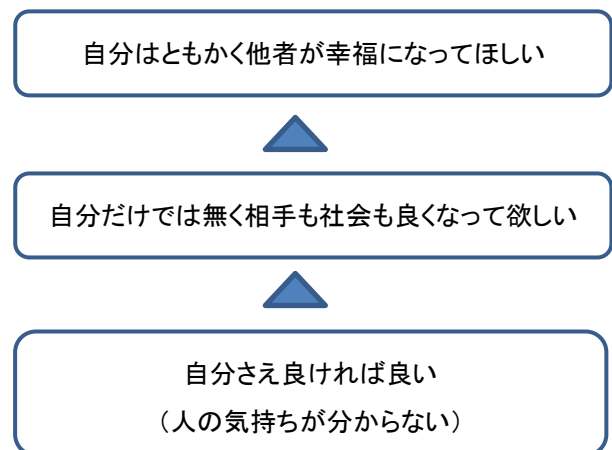 自分はともかく他者が幸福になってほしい
自分だけでは無く相手も社会も良くなって欲しい
自分さえ良ければ良い
（人の気持ちが分からない）